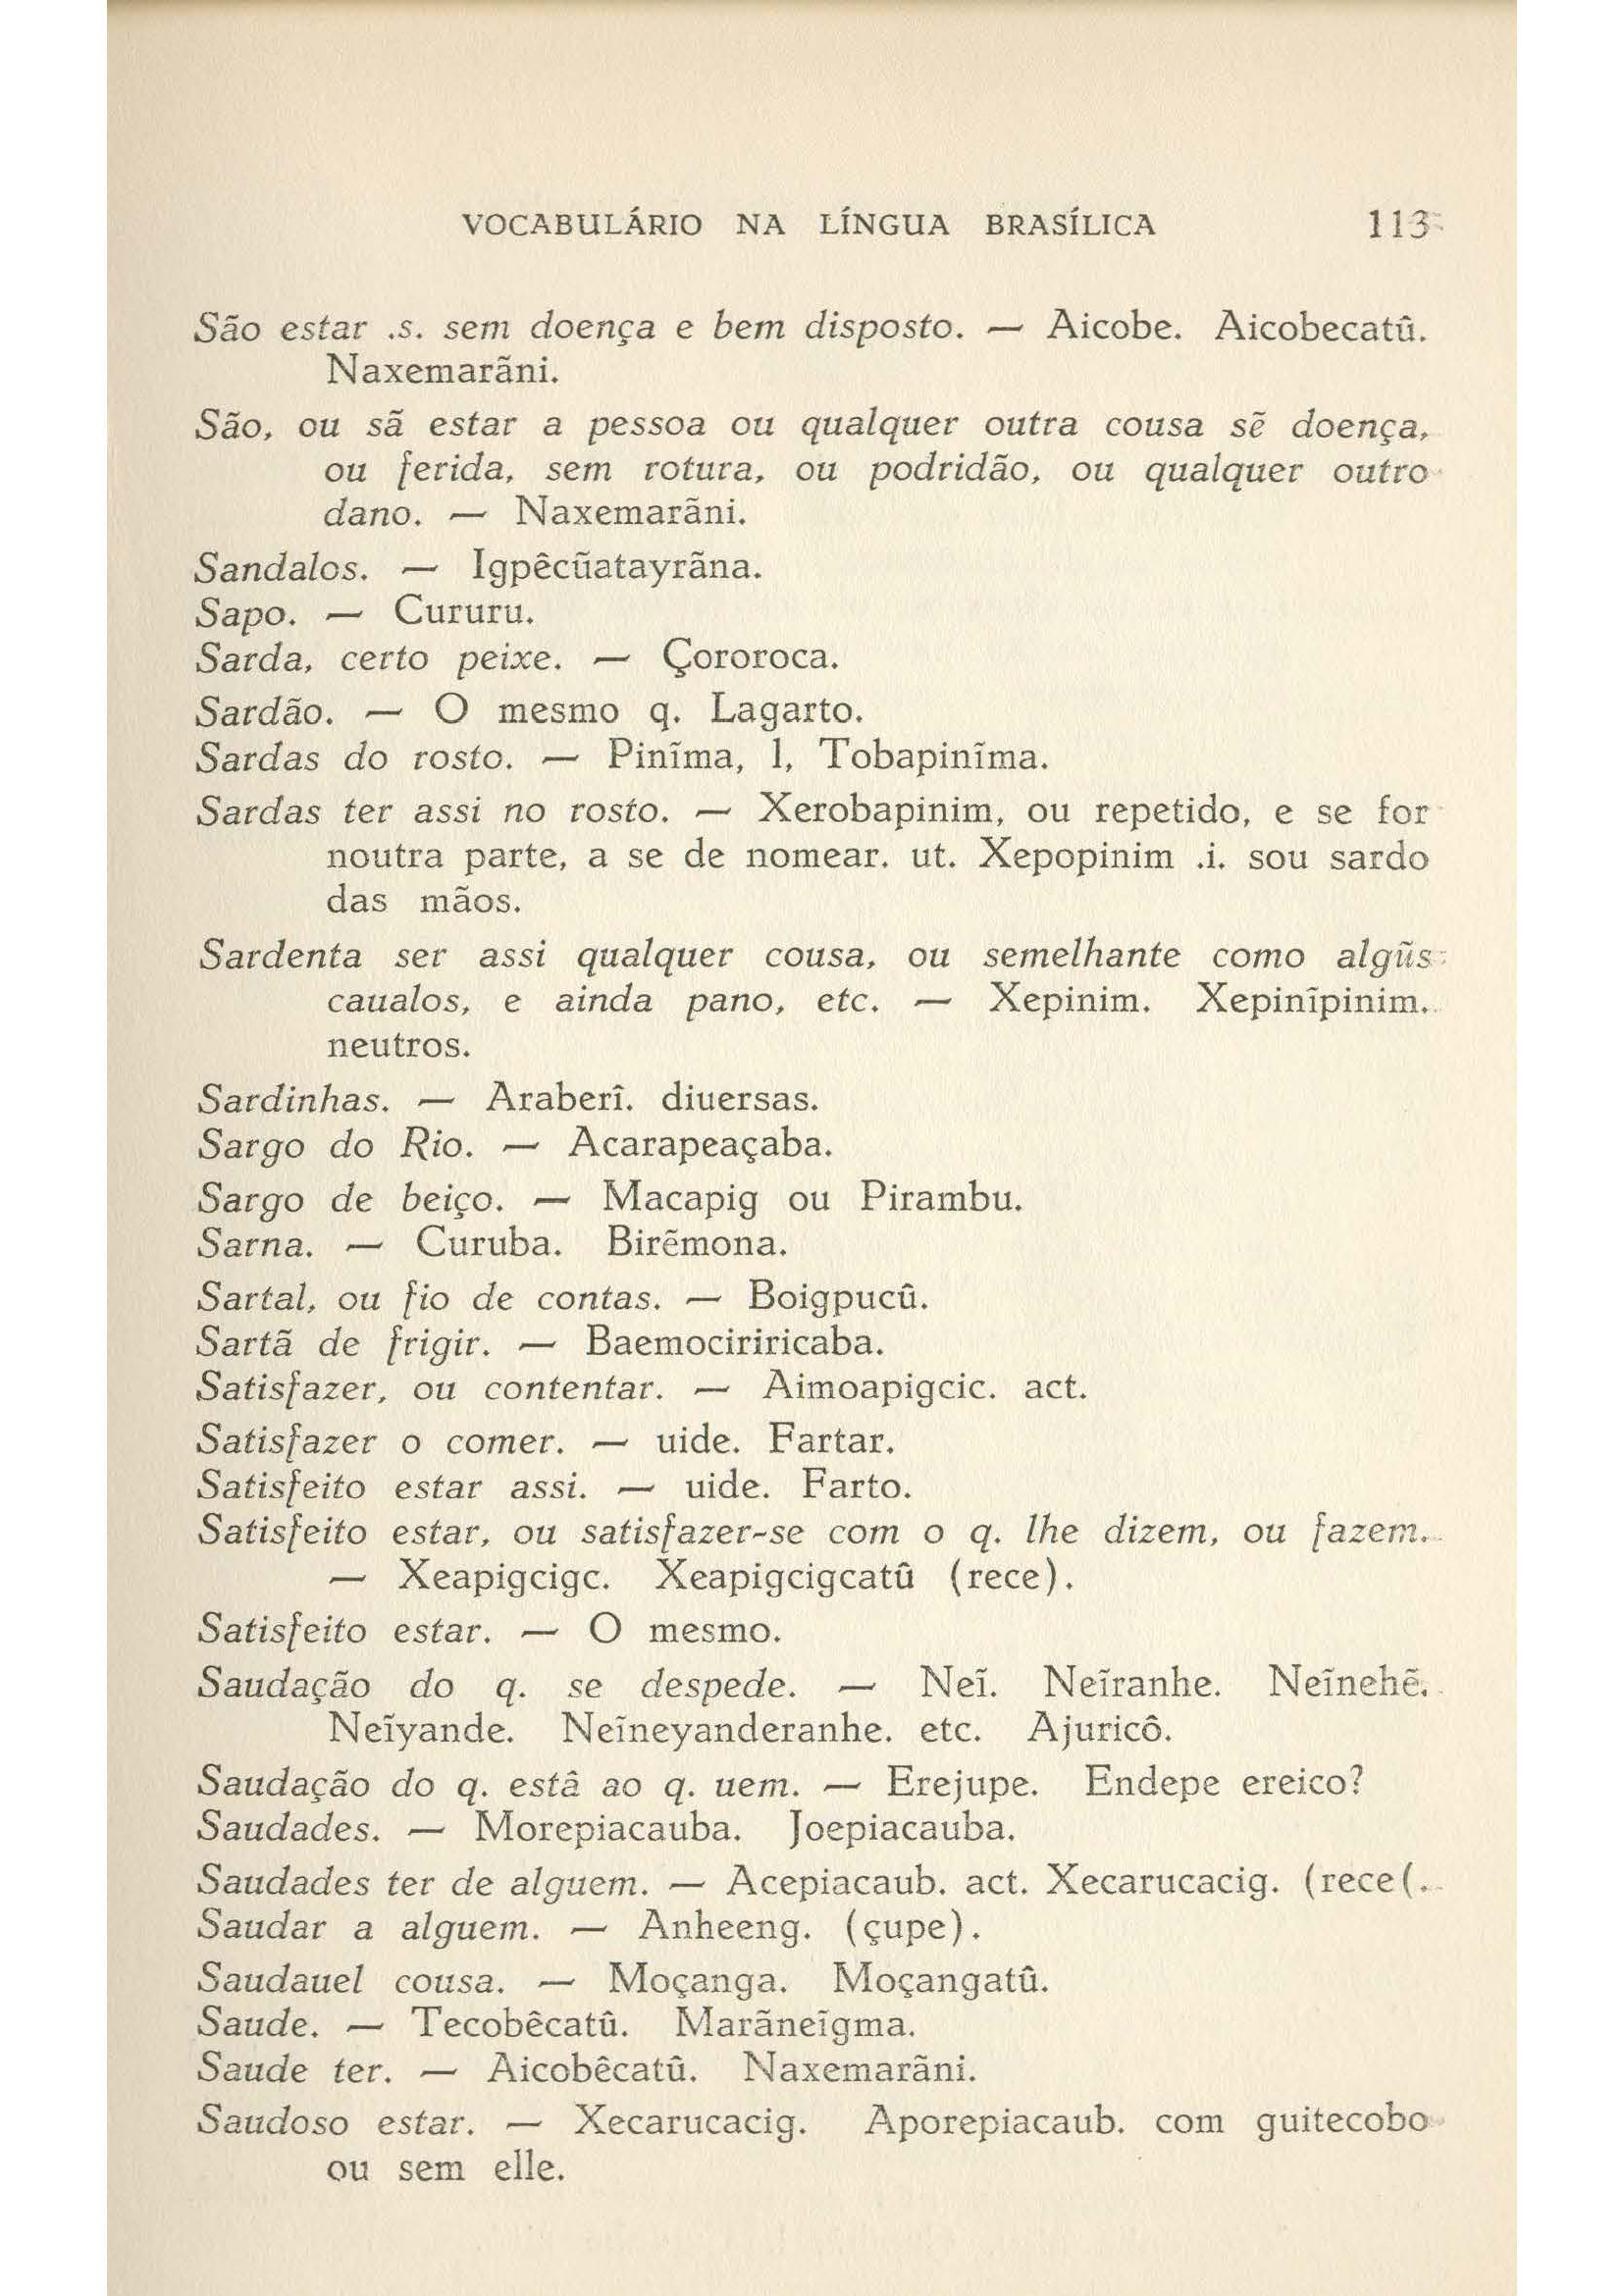 VOCABULÁRIO NA LÍNGUA BRASÍLICA 113
São estar .s. sem doença e bem disposto. — Aicobe. Aicobecatû.
Naxemarãni.
São, ou sã estar a pessoa ou qualquer outra cousa sẽ doença,
ou ferida, sem rotura, ou podridão, ou qualquer outro
dano. — Naxemarãni.
Sandalos. — Igpêcũatayrãna.
Sapo. — Cururu.
Sarda, certo peixe. — Çororoca.
Sardão. — O mesmo q. Lagarto.
Sardas do rosto. — Pinĩma, l, Tobapinĩma.
Sardas ter assi no rosto. — Xerobapinim, ou repetido, e se for
noutra parte, a se de nomear. ut. Xepopinim .i. sou sardo
das mãos.
Sardenta ser assi qualquer cousa, ou semelhante como algũs
caualos, e ainda pano, etc. — Xepinim. Xepinĩpinim.
neutros.
Sardinhas. — Araberî. diuersas.
Sargo do Rio. — Acarapeaçaba.
Sargo de beiço. — Macapig ou Pirambu.
Sarna. — Curuba. Birẽmona.
Sartal, ou fio de contas. — Boigpucû.
Sartã de frigir. — Baemociriricaba.
Satisfazer, ou contentar. — Aimoapigcic. act.
Satisfazer o comer. — uide. Fartar.
Satisfeito estar assi. — uide. Farto.
Satisfeito estar, ou satisfazer-se com o q. lhe dizem, ou fazem.
— Xeapigcigc. Xeapigcigcatû (rece).
Satisfeito estar. — O mesmo.
Saudação do q. se despede. — Neĩ. Neĩranhe. Neĩnehẽ.
Neĩyande. Neĩneyanderanhe. etc. Ajuricô.
Saudação do q. estâ ao q. uem. — Erejupe. Endepe ereico?
Saudades. — Morepiacauba. Joepiacauba.
Saudades ter de alguem. — Acepiacaub. act. Xecarucacig. (rece(.
Saudar a alguem. — Anheeng. (çupe).
Saudauel cousa. — Moçanga. Moçangatû.
Saude. — Tecobêcatû. Marãneĩgma.
Saude ter. — Aicobêcatû. Naxemarãni.
Saudoso estar. — Xecarucacig. Aporepiacaub. com guitecobo
ou sem elle.